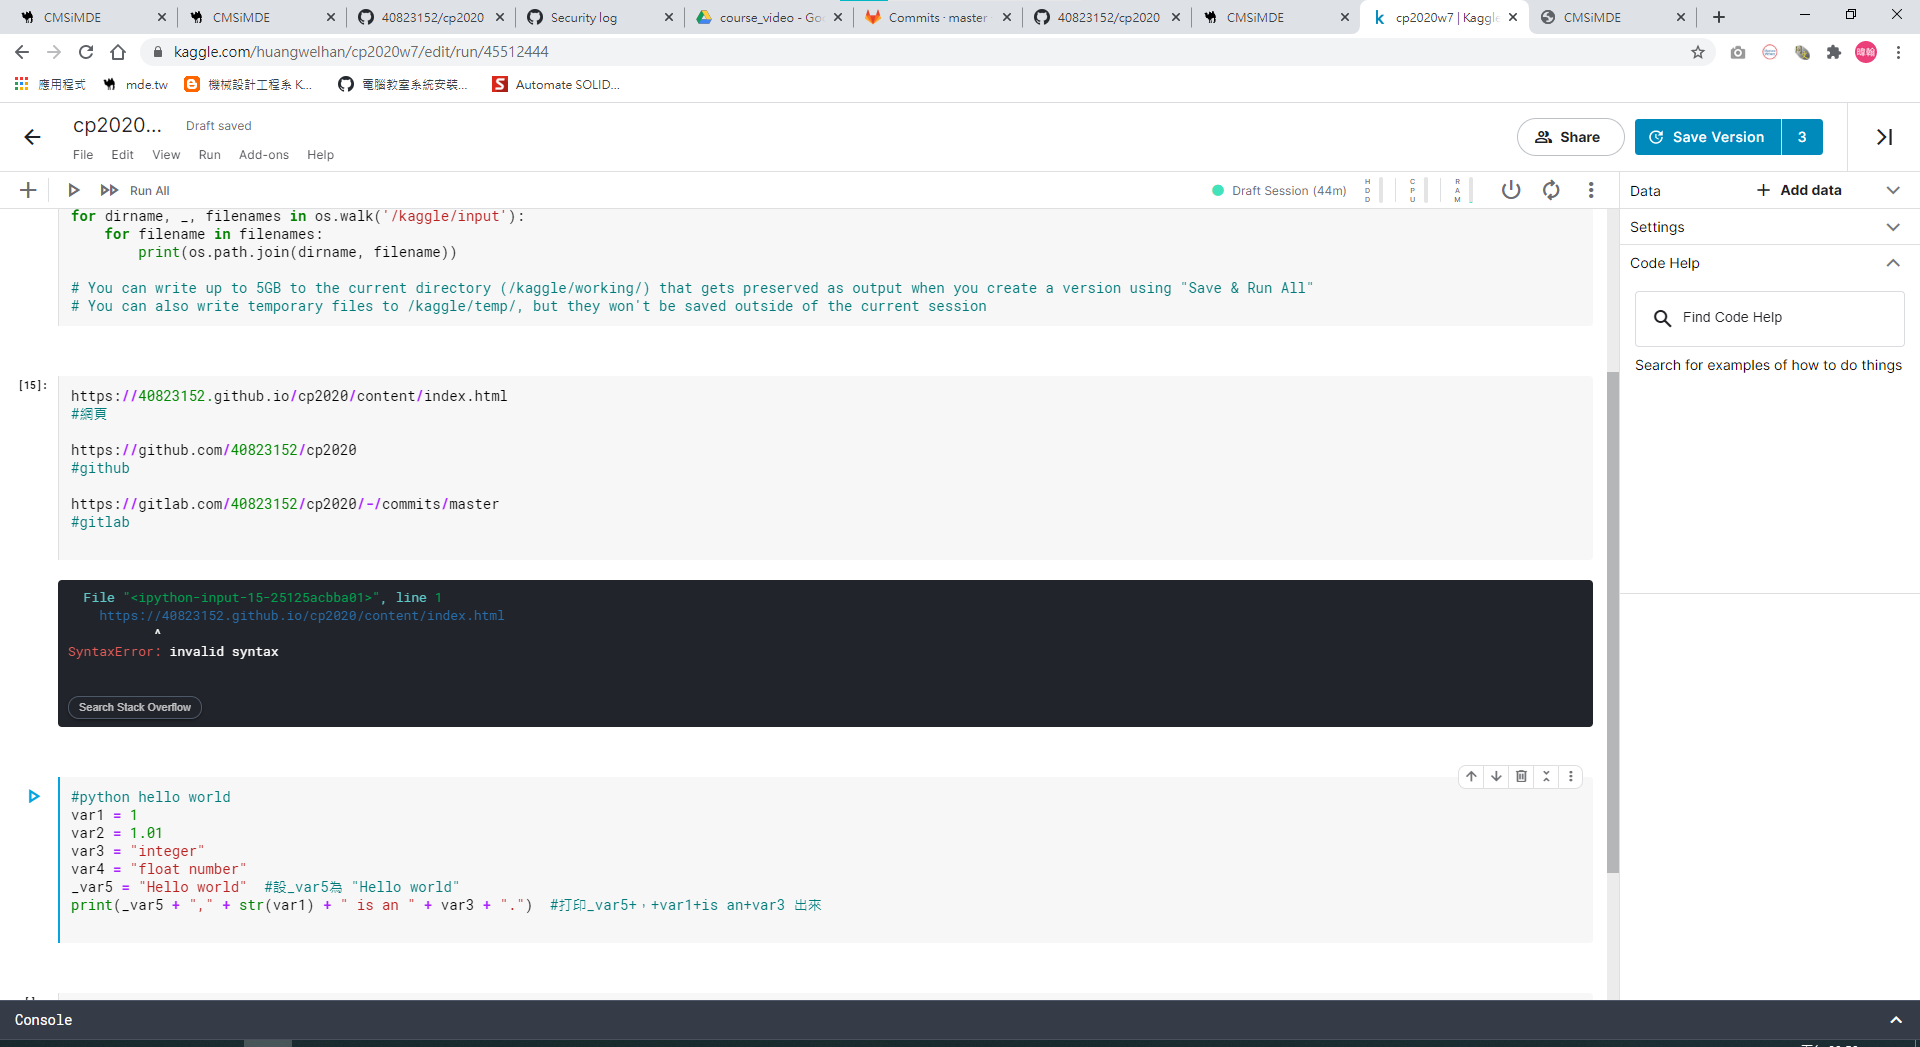 CMSiMDE
CMSiMDE
40823152/cp2020
Security log
course_video - Goo
Commits · master
40823152/cp2020
CMSiMDE
cp2020w7 | Kaggle
CMSiMDE
kaggle.com/huangweihan/cp2020w7/edit/run/45512444
暐翰
應用程式
mde.tw
機械設計工程系 K...
電腦教室系統安裝...
Automate SOLID...
cp2020...
Draft saved
File Edit View Run Add-ons Help
Share
Save Version
3
Run All
Draft Session (44m)
HDD
CPU
RAM
Data
Add data
Settings
Code Help
Find Code Help
Search for examples of how to do things
for dirname, _, filenames in os.walk('/kaggle/input'):
    for filename in filenames:
        print(os.path.join(dirname, filename))
# You can write up to 5GB to the current directory (/kaggle/working/) that gets preserved as output when you create a version using "Save & Run All"
# You can also write temporary files to /kaggle/temp/, but they won't be saved outside of the current session
[15]:
https://40823152.github.io/cp2020/content/index.html
#網頁
https://github.com/40823152/cp2020
#github
https://gitlab.com/40823152/cp2020/-/commits/master
#gitlab
File "<ipython-input-15-25125acbba01>", line 1
https://40823152.github.io/cp2020/content/index.html
^
SyntaxError: invalid syntax
Search Stack Overflow
#python hello world
var1 = 1
var2 = 1.01
var3 = "integer"
var4 = "float number"
_var5 = "Hello world"  #設_var5為 "Hello world"
print(_var5 + "," + str(var1) + " is an " + var3 + ".")  #打印_var5+，+var1+is an+var3 出來
Console